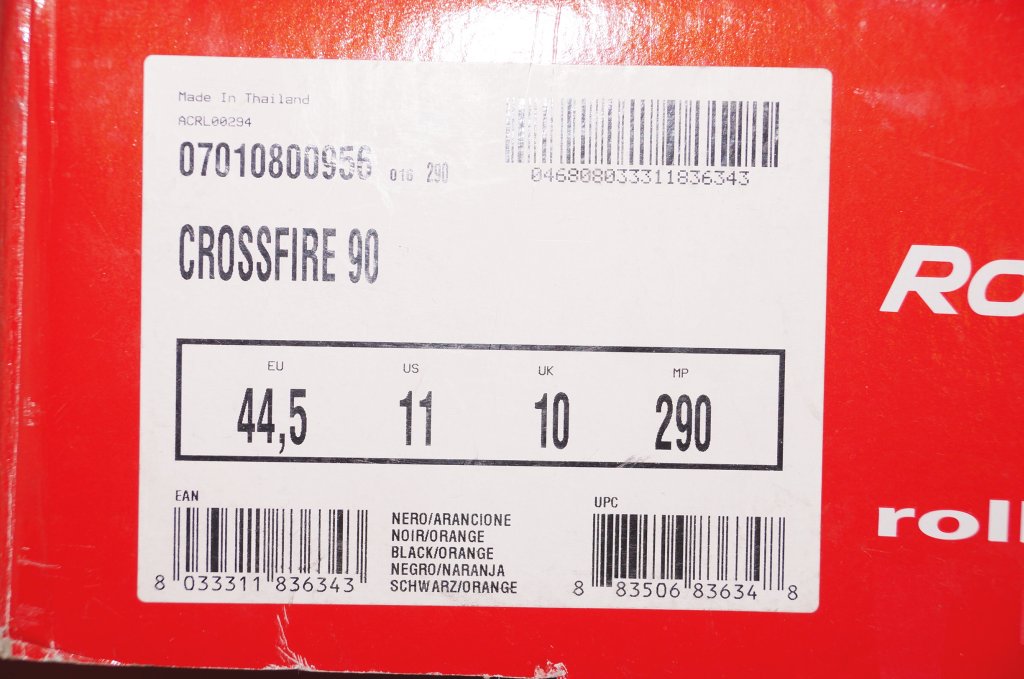 Made In Thailand
ACRL00294
07010800956 016 290
046808033311836343
CROSSFIRE 90
EU US UK MP
44,5 11 10 290
EAN
8 033311 836343
NERO/ARANCIONE
NOIR/ORANGE
BLACK/ORANGE
NEGRO/NARANJA
SCHWARZ/ORANGE
UPC
8 83506 83634 8
Ro
roll